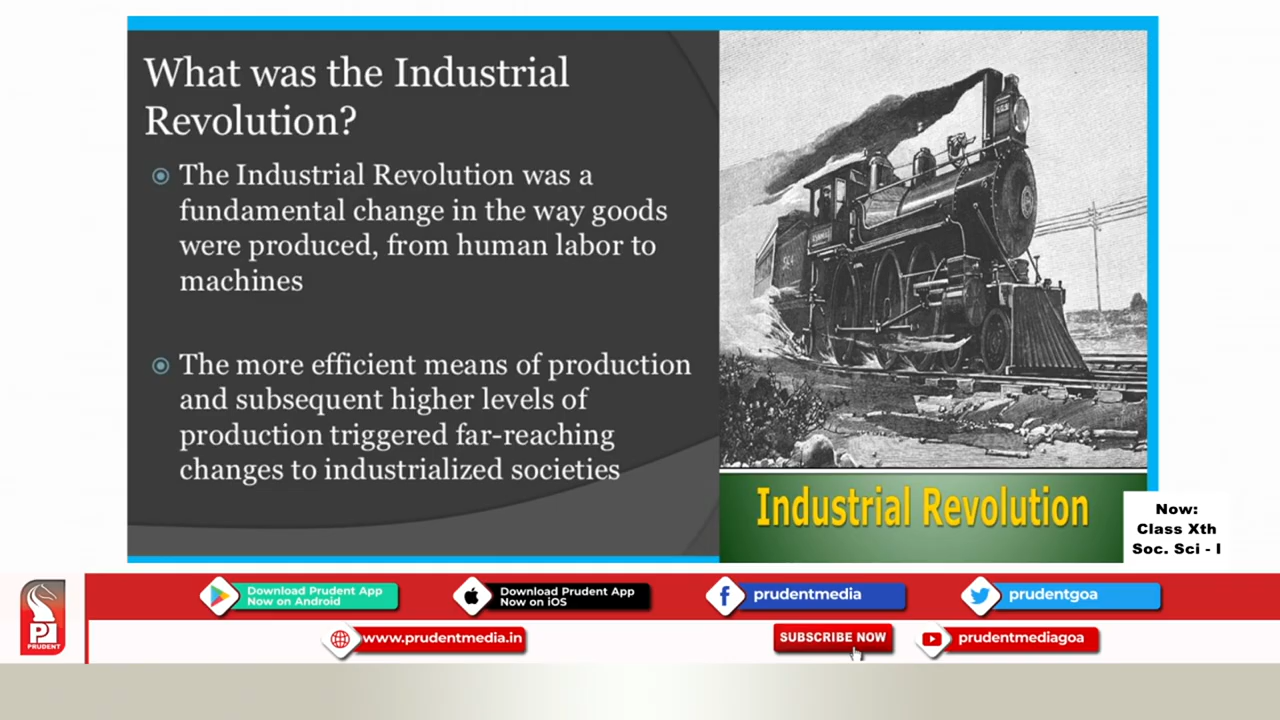 What was the Industrial
Revolution?
The Industrial Revolution was a
fundamental change in the way goods
were produced, from human labor to
machines
The more efficient means of production
and subsequent higher levels of
production triggered far-reaching
changes to industrialized societies
Industrial Revolution
Now:
Class Xth
Soc. Sci - I
PRUDENT
Download Prudent App
Now on Android
Download Prudent App
Now on iOS
prudentmedia
prudentgoa
www.prudentmedia.in
SUBSCRIBE NOW
prudentmediagoa